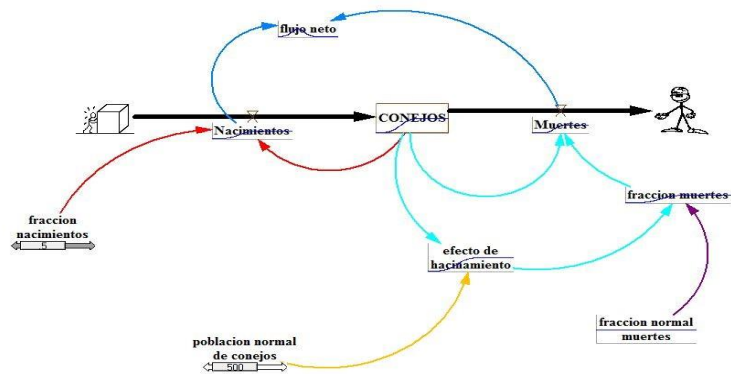 flujo neto
CONEJOS
Nacimientos
Muertes
fraccion muertes
fraccion
nacimientos
.5
efecto de
hacinamiento
fraccion normal
muertes
poblacion normal
de conejos
500